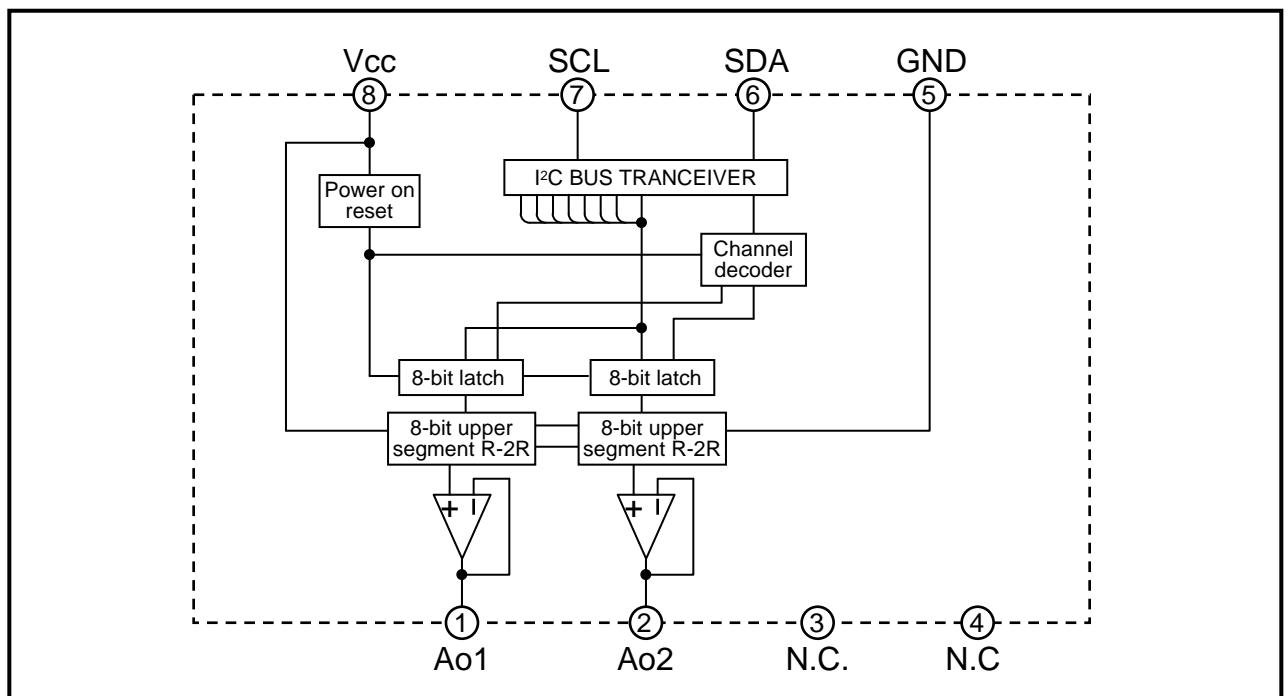 Vcc SCL SDA GND
8 7 6 5
I²C BUS TRANCEIVER
Power on
reset
Channel
decoder
8-bit latch 8-bit latch
8-bit upper
segment R-2R
8-bit upper
segment R-2R
+ − + −
1 2 3 4
Ao1 Ao2 N.C. N.C